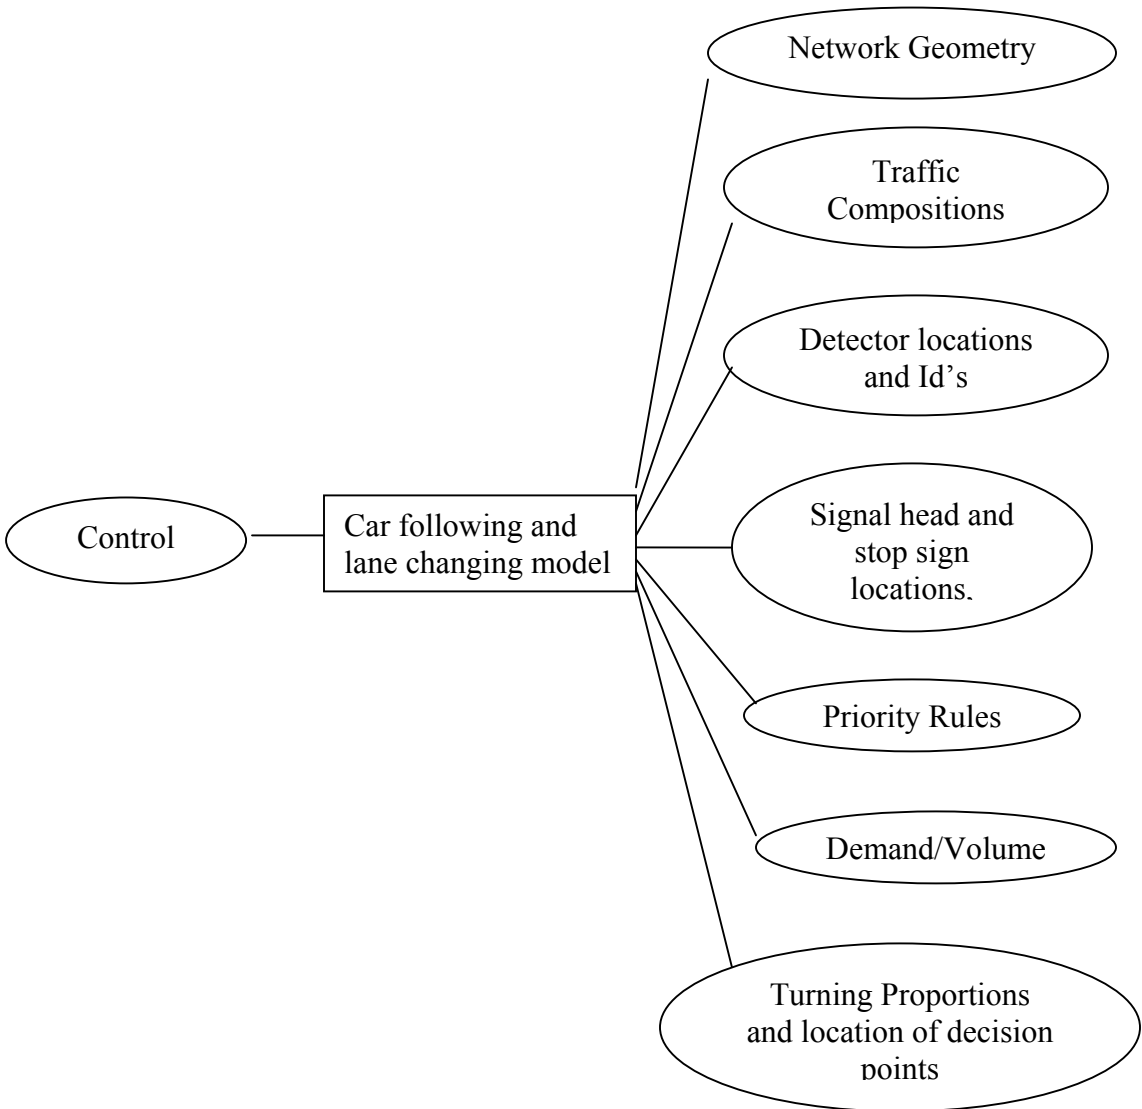 Network Geometry
Traffic
Compositions
Detector locations
and Id’s
Signal head and
stop sign
locations,
Control
Car following and
lane changing model
Priority Rules
Demand/Volume
Turning Proportions
and location of decision
points